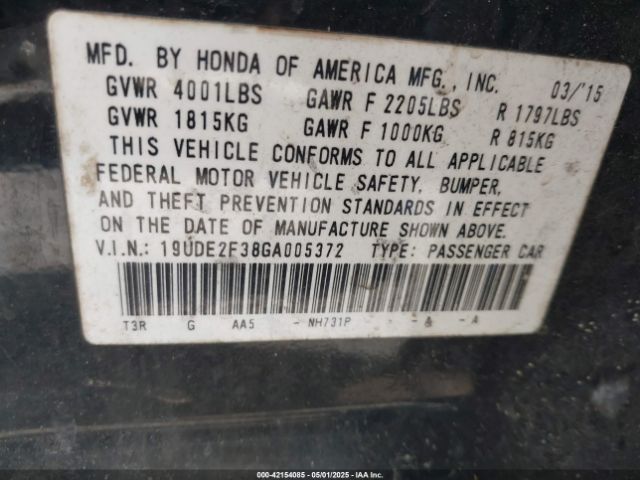 MFD. BY HONDA OF AMERICA MFG., INC. 03/'15
GVWR 4001LBS GAWR F 2205LBS R 1797LBS
GVWR 1815KG GAWR F 1000KG R 815KG
THIS VEHICLE CONFORMS TO ALL APPLICABLE
FEDERAL MOTOR VEHICLE SAFETY, BUMPER,
AND THEFT PREVENTION STANDARDS IN EFFECT
ON THE DATE OF MANUFACTURE SHOWN ABOVE.
V.I.N.: 19UDE2F38GA005372 TYPE: PASSENGER CAR
T3R G AA5 - NH731P - -&-A
000-42154085 05/01/2025 IAAI.COM